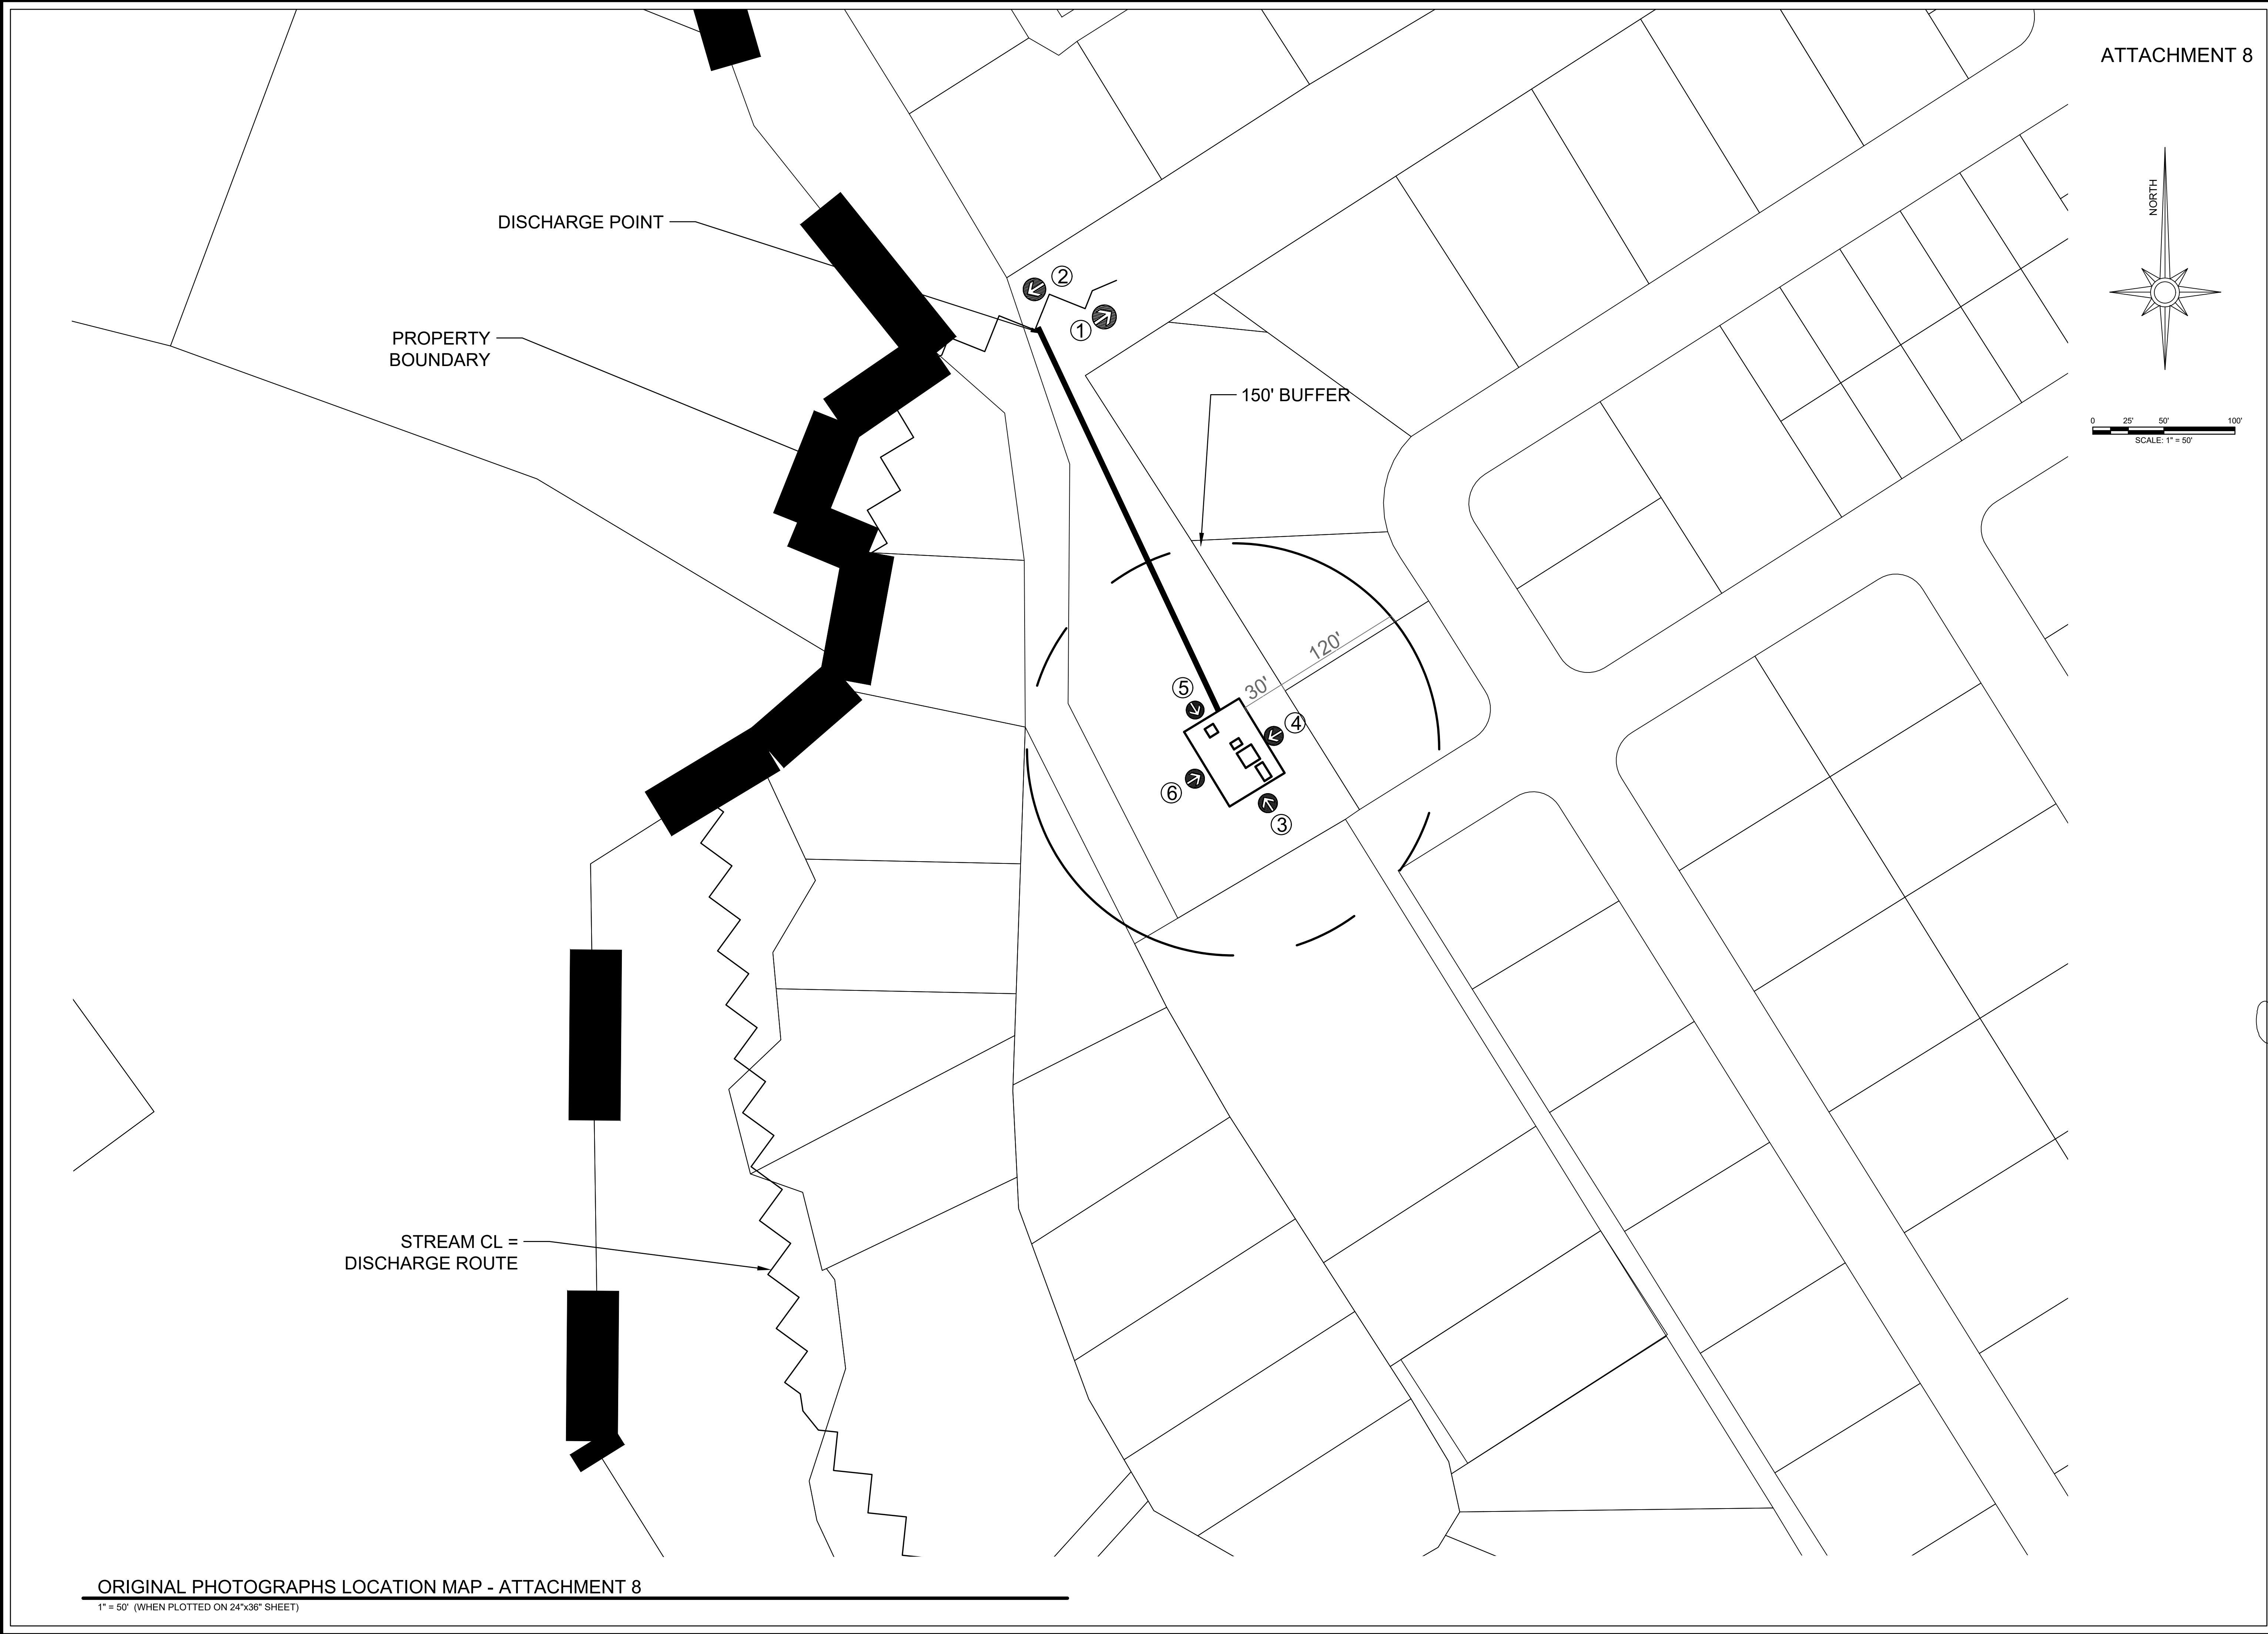 ATTACHMENT 8
NORTH
0 25' 50' 100'
SCALE: 1" = 50'
DISCHARGE POINT
PROPERTY
BOUNDARY
2
1
150' BUFFER
120'
30'
5
4
6
3
STREAM CL =
DISCHARGE ROUTE
ORIGINAL PHOTOGRAPHS LOCATION MAP - ATTACHMENT 8
1" = 50' (WHEN PLOTTED ON 24"x36" SHEET)